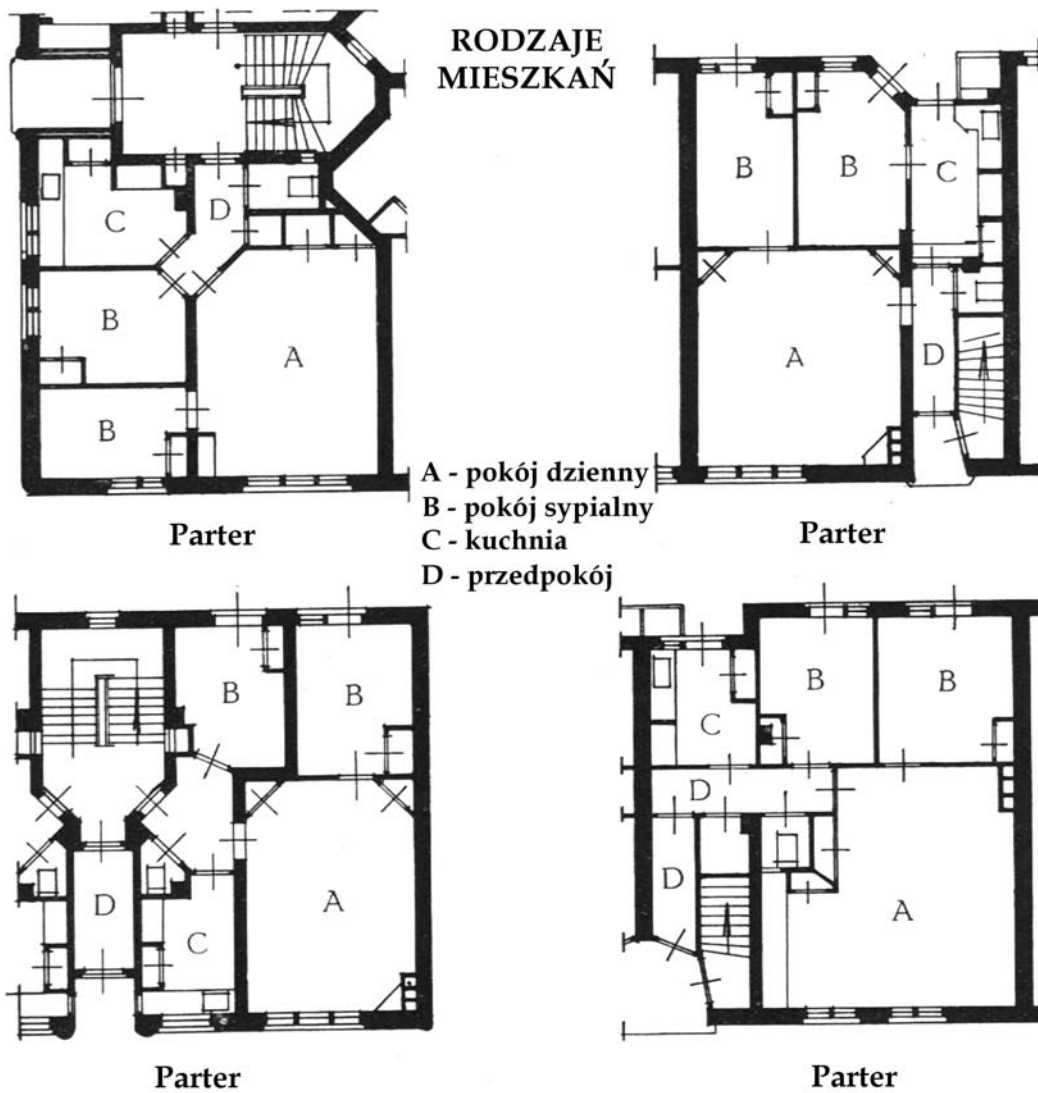 RODZAJE
MIESZKAŃ
C
D
B
A
B
Parter
B
B
C
A
D
Parter
A - pokój dzienny
B - pokój sypialny
C - kuchnia
D - przedpokój
B
B
D
C
A
Parter
B
B
C
D
D
A
Parter